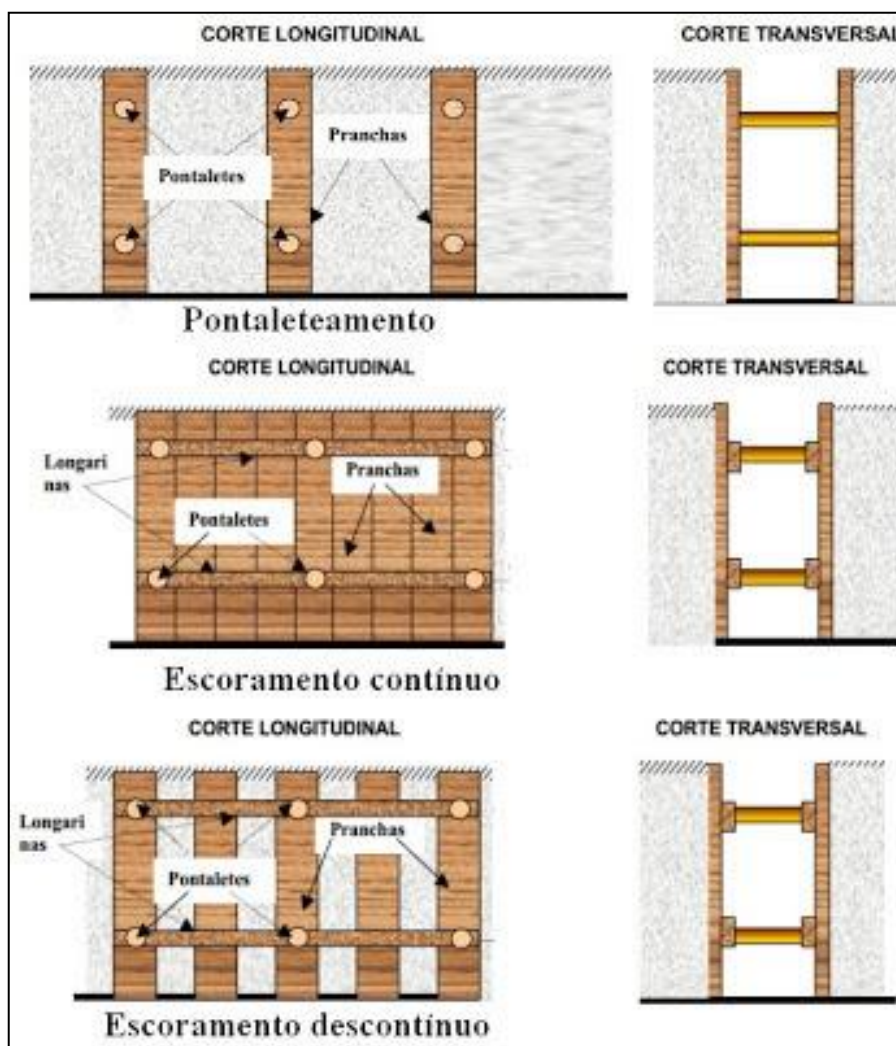 CORTE LONGITUDINAL
CORTE TRANSVERSAL
Pranchas
Pontaletes
Pontaleteamento
CORTE LONGITUDINAL
CORTE TRANSVERSAL
Longari
nas
Pranchas
Pontaletes
Escoramento contínuo
CORTE LONGITUDINAL
CORTE TRANSVERSAL
Longari
nas
Pranchas
Pontaletes
Escoramento descontínuo